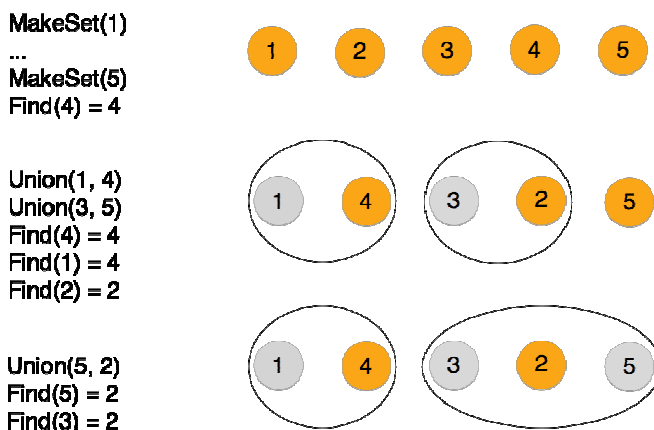 MakeSet(1)
...
MakeSet(5)
Find(4) = 4
1 2 3 4 5
Union(1, 4)
Union(3, 5)
Find(4) = 4
Find(1) = 4
Find(2) = 2
1 4 3 2 5
Union(5, 2)
Find(5) = 2
Find(3) = 2
1 4 3 2 5